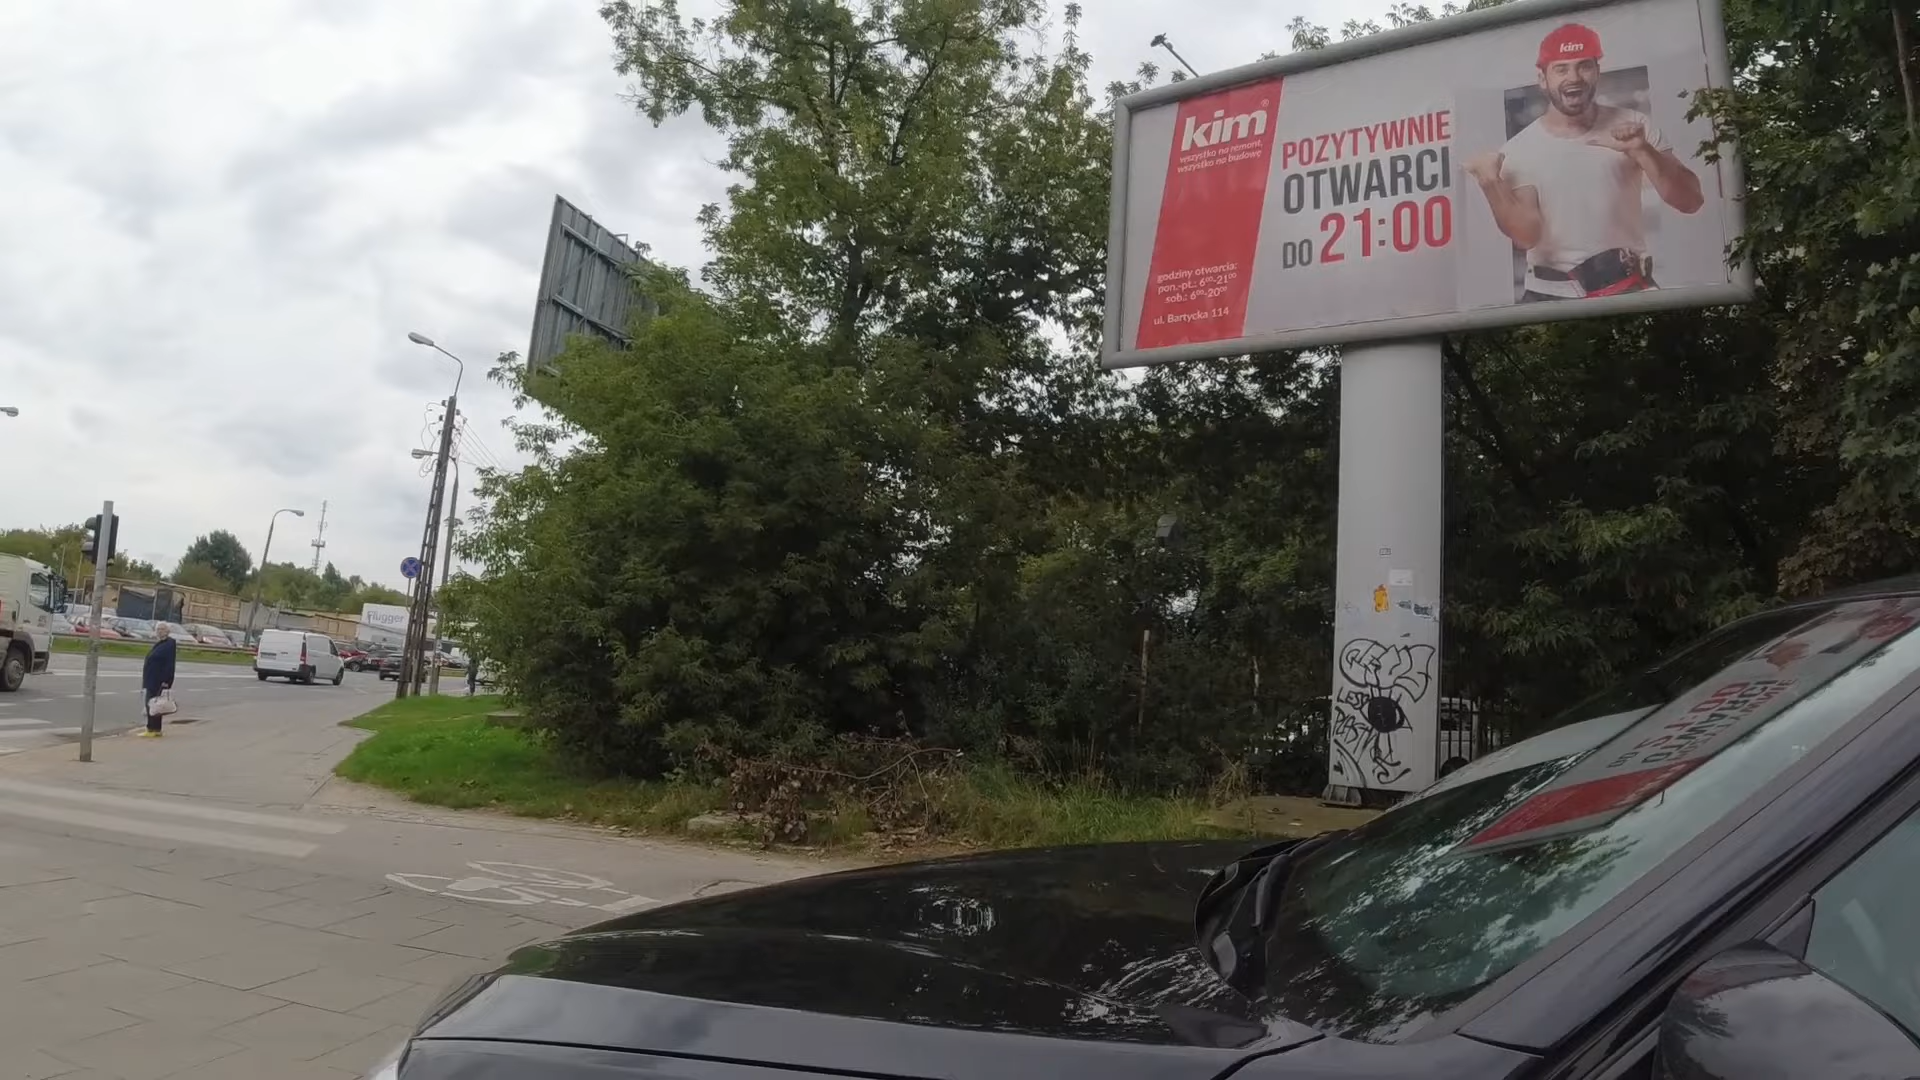 kim®
wszystko na remont,
wszystko na budowę
godziny otwarcia:
pon.-pt.: 6⁰⁰-21⁰⁰
sob.: 6⁰⁰-20⁰⁰
ul. Bartycka 114
POZYTYWNIE
OTWARCI
DO 21:00
kim
Flügger